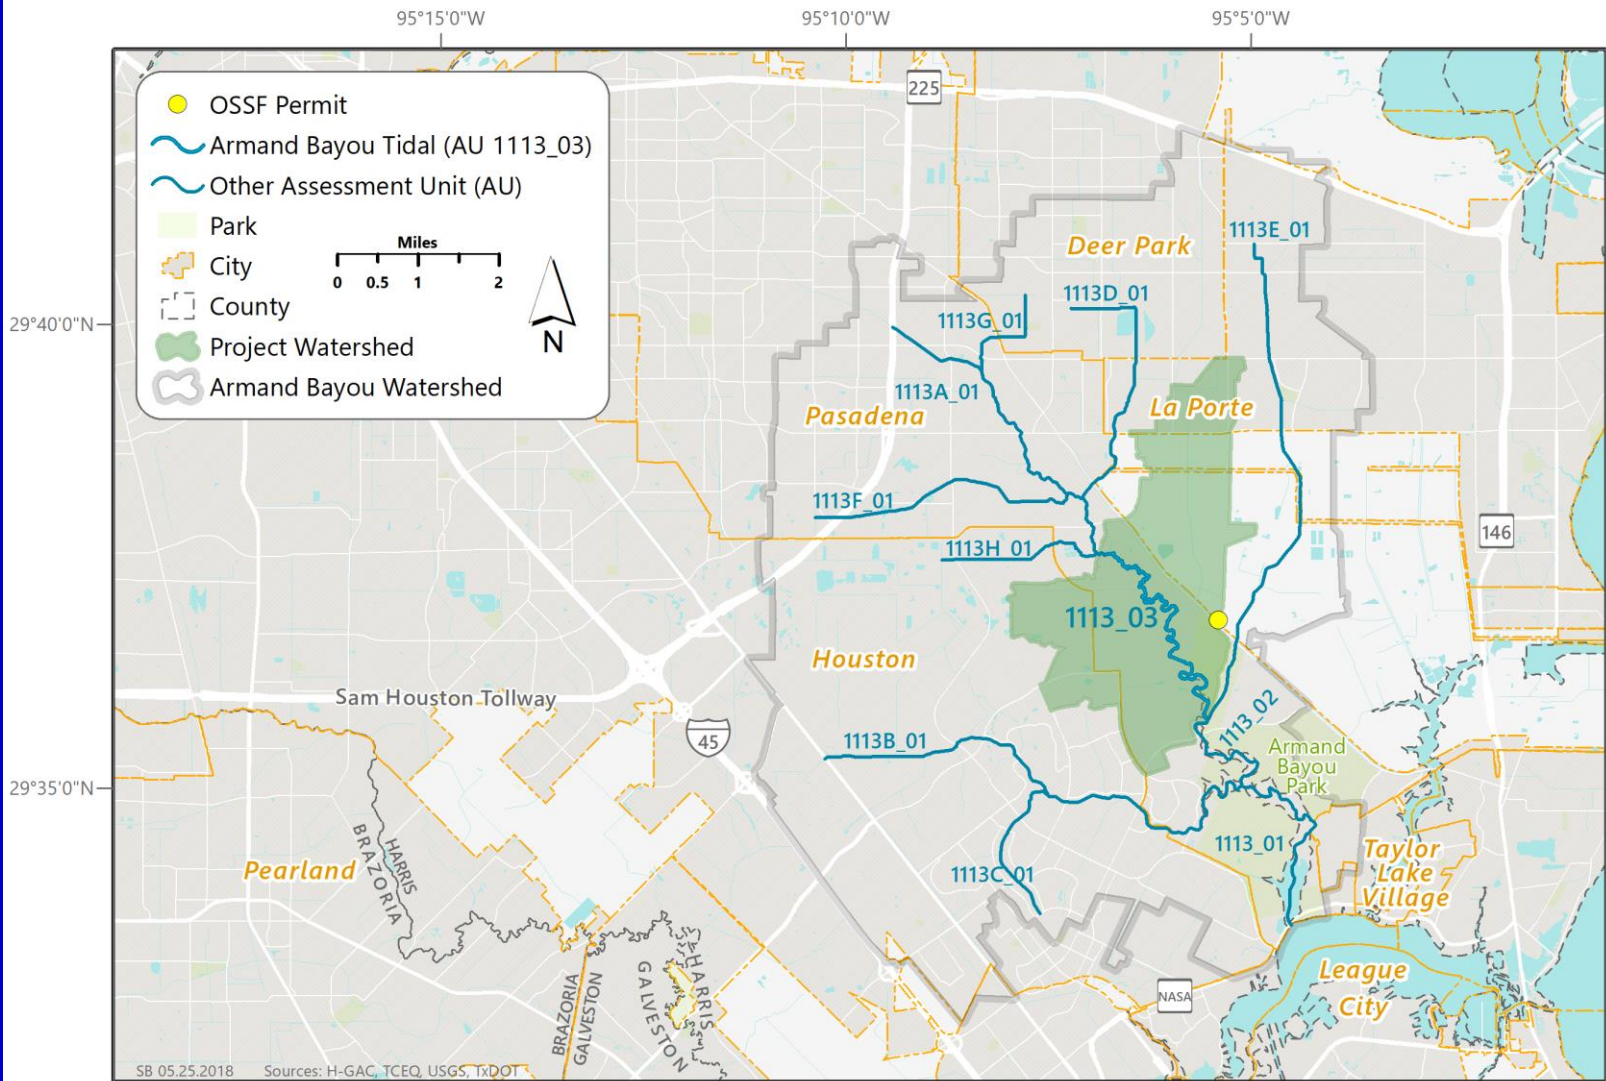 95°15'0"W
95°10'0"W
95°5'0"W
29°40'0"N
29°35'0"N
OSSF Permit
Armand Bayou Tidal (AU 1113_03)
Other Assessment Unit (AU)
Park
City
County
Project Watershed
Armand Bayou Watershed
Miles
0 0.5 1 2
N
225
1113E_01
Deer Park
1113D_01
1113G_01
1113A_01
Pasadena
La Porte
1113F_01
146
1113H_01
1113_03
Houston
Sam Houston Tollway
45
1113B_01
1113_02
Armand
Bayou
Park
1113_01
Pearland
HARRIS
BRAZORIA
1113C_01
Taylor
Lake
Village
League
City
NASA
BRAZORIA
GALVESTON
HARRIS
GALVESTON
SB 05.25.2018 Sources: H-GAC, TCEQ, USGS, TxDOT